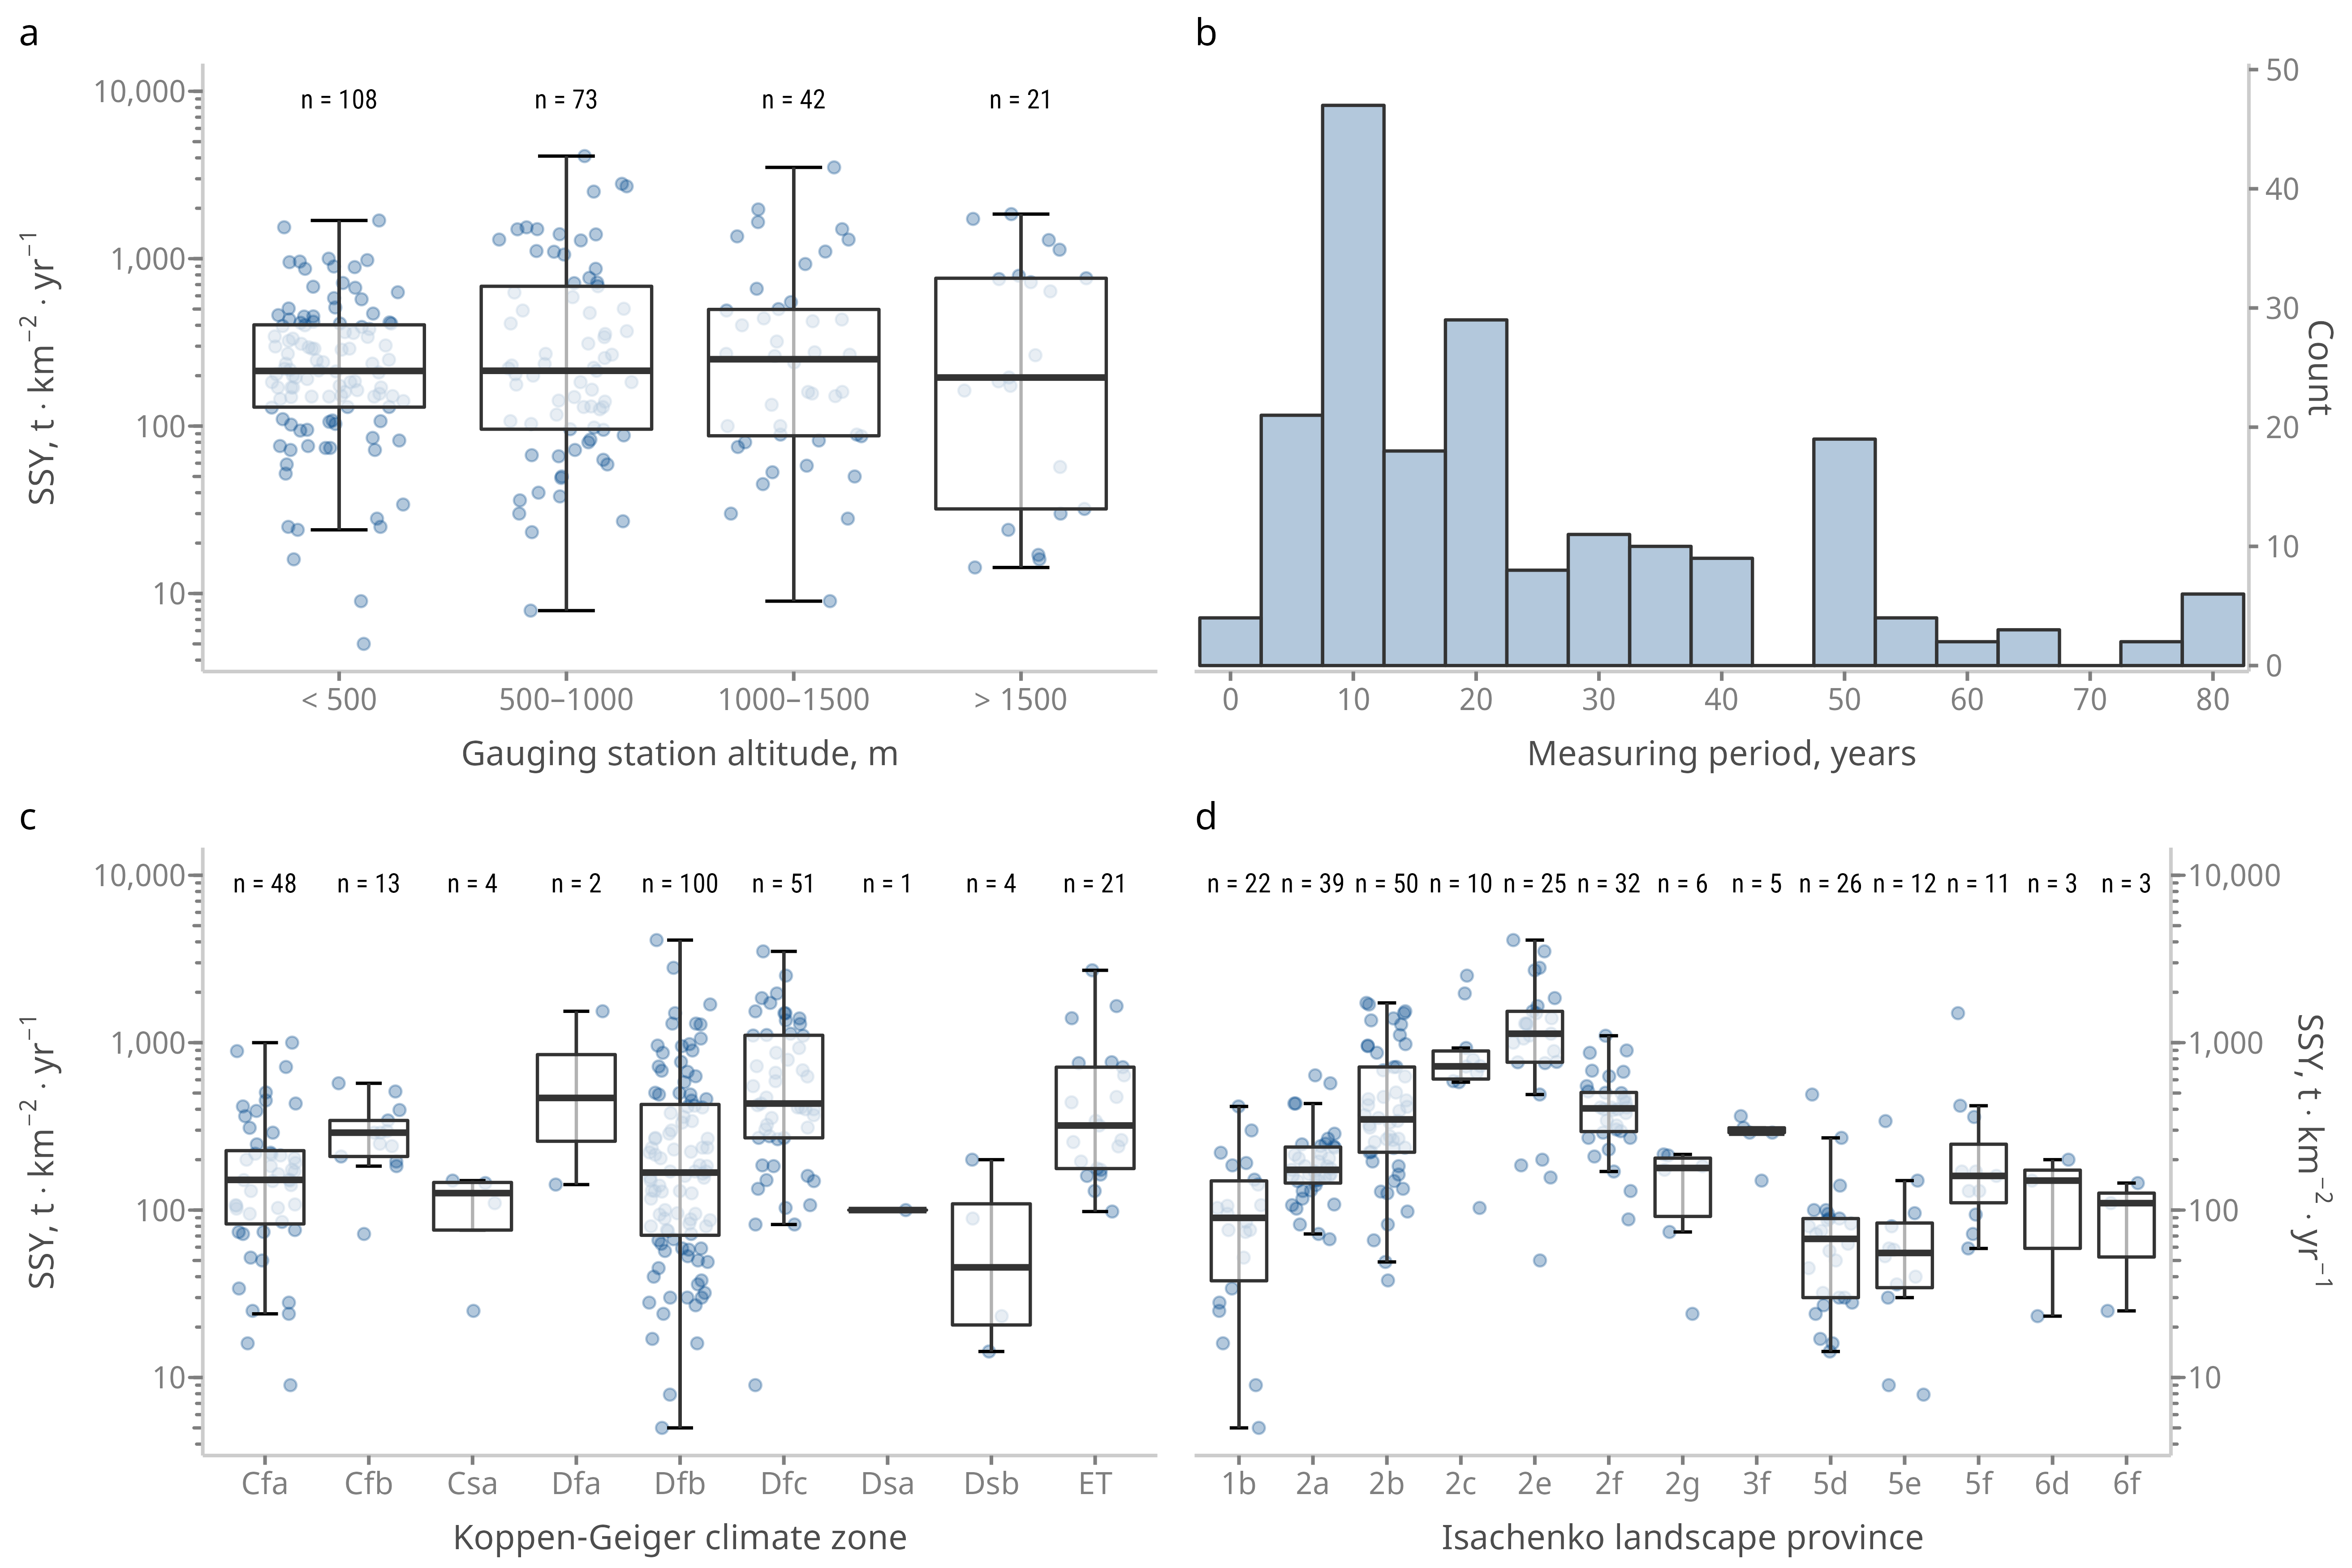 a
10,000
1,000
100
10
SSY, t · km⁻² · yr⁻¹
n = 108 n = 73 n = 42 n = 21
< 500 500–1000 1000–1500 > 1500
Gauging station altitude, m
b
50
40
30
20
10
0
Count
0 10 20 30 40 50 60 70 80
Measuring period, years
c
10,000
1,000
100
10
SSY, t · km⁻² · yr⁻¹
n = 48 n = 13 n = 4 n = 2 n = 100 n = 51 n = 1 n = 4 n = 21
Cfa Cfb Csa Dfa Dfb Dfc Dsa Dsb ET
Koppen-Geiger climate zone
d
n = 22 n = 39 n = 50 n = 10 n = 25 n = 32 n = 6 n = 5 n = 26 n = 12 n = 11 n = 3 n = 3
10,000
1,000
100
10
SSY, t · km⁻² · yr⁻¹
1b 2a 2b 2c 2e 2f 2g 3f 5d 5e 5f 6d 6f
Isachenko landscape province